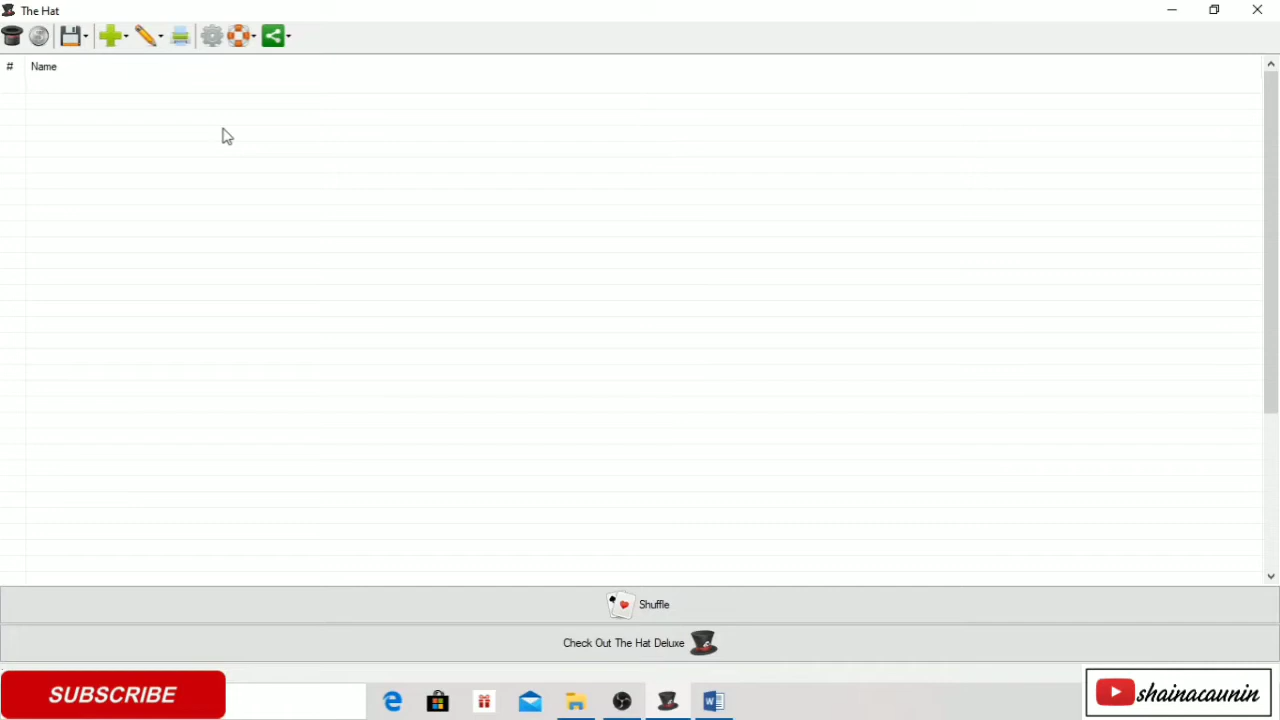 The Hat
# Name
Shuffle
Check Out The Hat Deluxe
SUBSCRIBE
shainacaunin